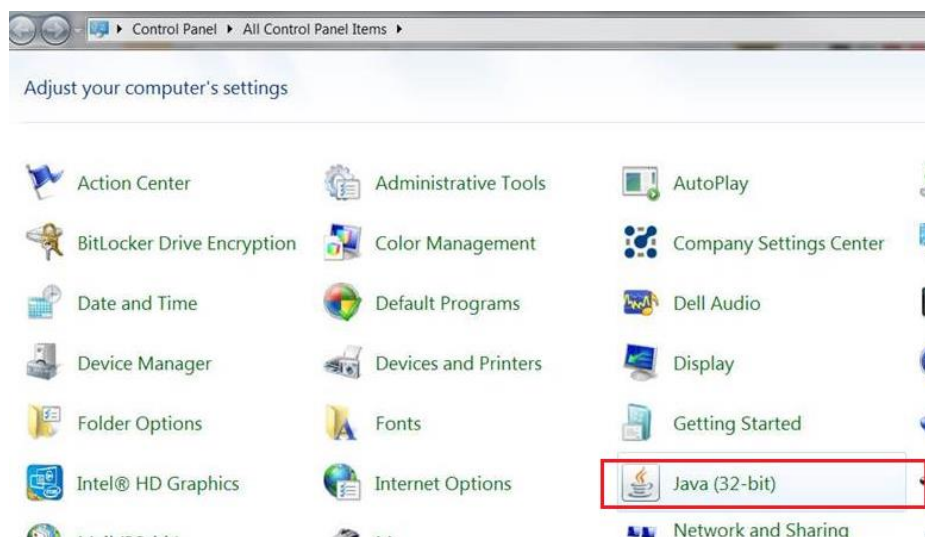 Control Panel ▸ All Control Panel Items ▸
Adjust your computer's settings
Action Center
Administrative Tools
AutoPlay
BitLocker Drive Encryption
Color Management
Company Settings Center
Date and Time
Default Programs
Dell Audio
Device Manager
Devices and Printers
Display
Folder Options
Fonts
Getting Started
Intel® HD Graphics
Internet Options
Java (32-bit)
Network and Sharing